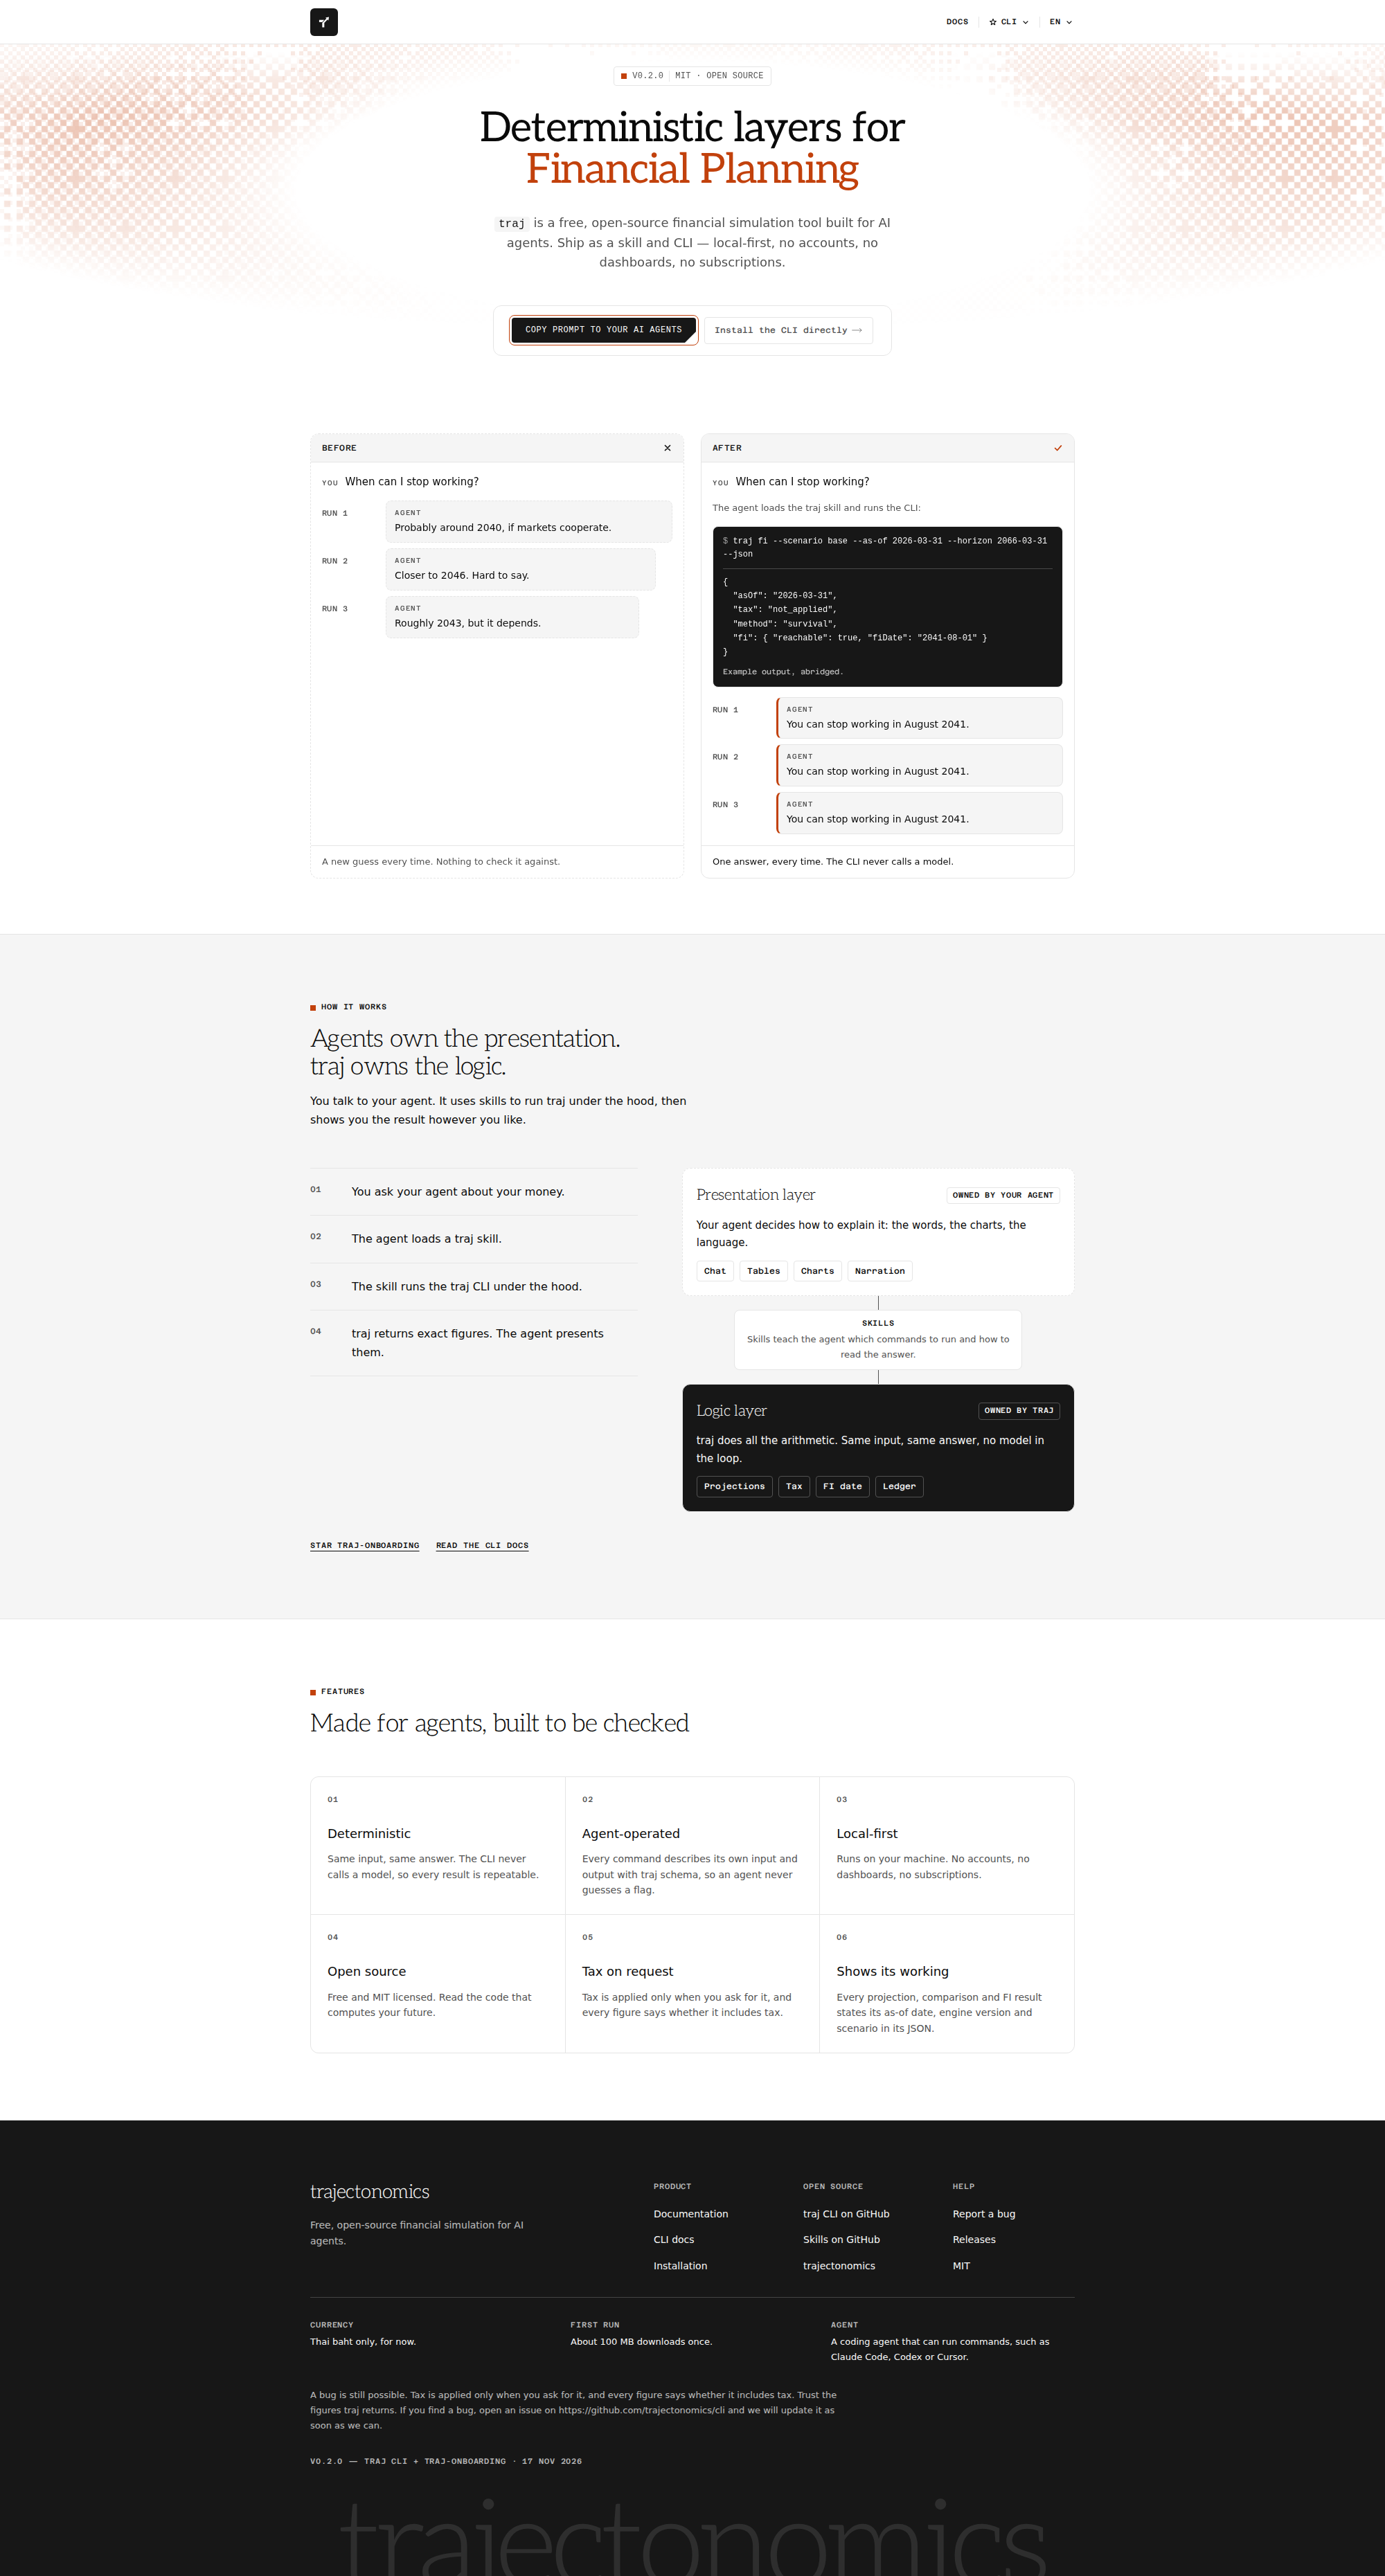 DOCS
CLI
EN
V0.2.0 MIT · OPEN SOURCE
Deterministic layers for
Financial Planning
traj is a free, open-source financial simulation tool built for AI
agents. Ship as a skill and CLI — local-first, no accounts, no
dashboards, no subscriptions.
COPY PROMPT TO YOUR AI AGENTS
Install the CLI directly →
BEFORE
YOU When can I stop working?
RUN 1
AGENT
Probably around 2040, if markets cooperate.
RUN 2
AGENT
Closer to 2046. Hard to say.
RUN 3
AGENT
Roughly 2043, but it depends.
A new guess every time. Nothing to check it against.
AFTER
YOU When can I stop working?
The agent loads the traj skill and runs the CLI:
$ traj fi --scenario base --as-of 2026-03-31 --horizon 2066-03-31
--json
{
"asOf": "2026-03-31",
"tax": "not_applied",
"method": "survival",
"fi": { "reachable": true, "fiDate": "2041-08-01" }
}
Example output, abridged.
RUN 1
AGENT
You can stop working in August 2041.
RUN 2
AGENT
You can stop working in August 2041.
RUN 3
AGENT
You can stop working in August 2041.
One answer, every time. The CLI never calls a model.
HOW IT WORKS
Agents own the presentation.
traj owns the logic.
You talk to your agent. It uses skills to run traj under the hood, then
shows you the result however you like.
01 You ask your agent about your money.
02 The agent loads a traj skill.
03 The skill runs the traj CLI under the hood.
04 traj returns exact figures. The agent presents
them.
Presentation layer
OWNED BY YOUR AGENT
Your agent decides how to explain it: the words, the charts, the
language.
Chat Tables Charts Narration
SKILLS
Skills teach the agent which commands to run and how to
read the answer.
Logic layer
OWNED BY TRAJ
traj does all the arithmetic. Same input, same answer, no model in
the loop.
Projections Tax FI date Ledger
STAR TRAJ-ONBOARDING READ THE CLI DOCS
FEATURES
Made for agents, built to be checked
01
Deterministic
Same input, same answer. The CLI never
calls a model, so every result is repeatable.
02
Agent-operated
Every command describes its own input and
output with traj schema, so an agent never
guesses a flag.
03
Local-first
Runs on your machine. No accounts, no
dashboards, no subscriptions.
04
Open source
Free and MIT licensed. Read the code that
computes your future.
05
Tax on request
Tax is applied only when you ask for it, and
every figure says whether it includes tax.
06
Shows its working
Every projection, comparison and FI result
states its as-of date, engine version and
scenario in its JSON.
trajectonomics
Free, open-source financial simulation for AI
agents.
PRODUCT
Documentation
CLI docs
Installation
OPEN SOURCE
traj CLI on GitHub
Skills on GitHub
trajectonomics
HELP
Report a bug
Releases
MIT
CURRENCY
Thai baht only, for now.
FIRST RUN
About 100 MB downloads once.
AGENT
A coding agent that can run commands, such as
Claude Code, Codex or Cursor.
A bug is still possible. Tax is applied only when you ask for it, and every figure says whether it includes tax. Trust the
figures traj returns. If you find a bug, open an issue on https://github.com/trajectonomics/cli and we will update it as
soon as we can.
V0.2.0 — TRAJ CLI + TRAJ-ONBOARDING · 17 NOV 2026
trajectonomics